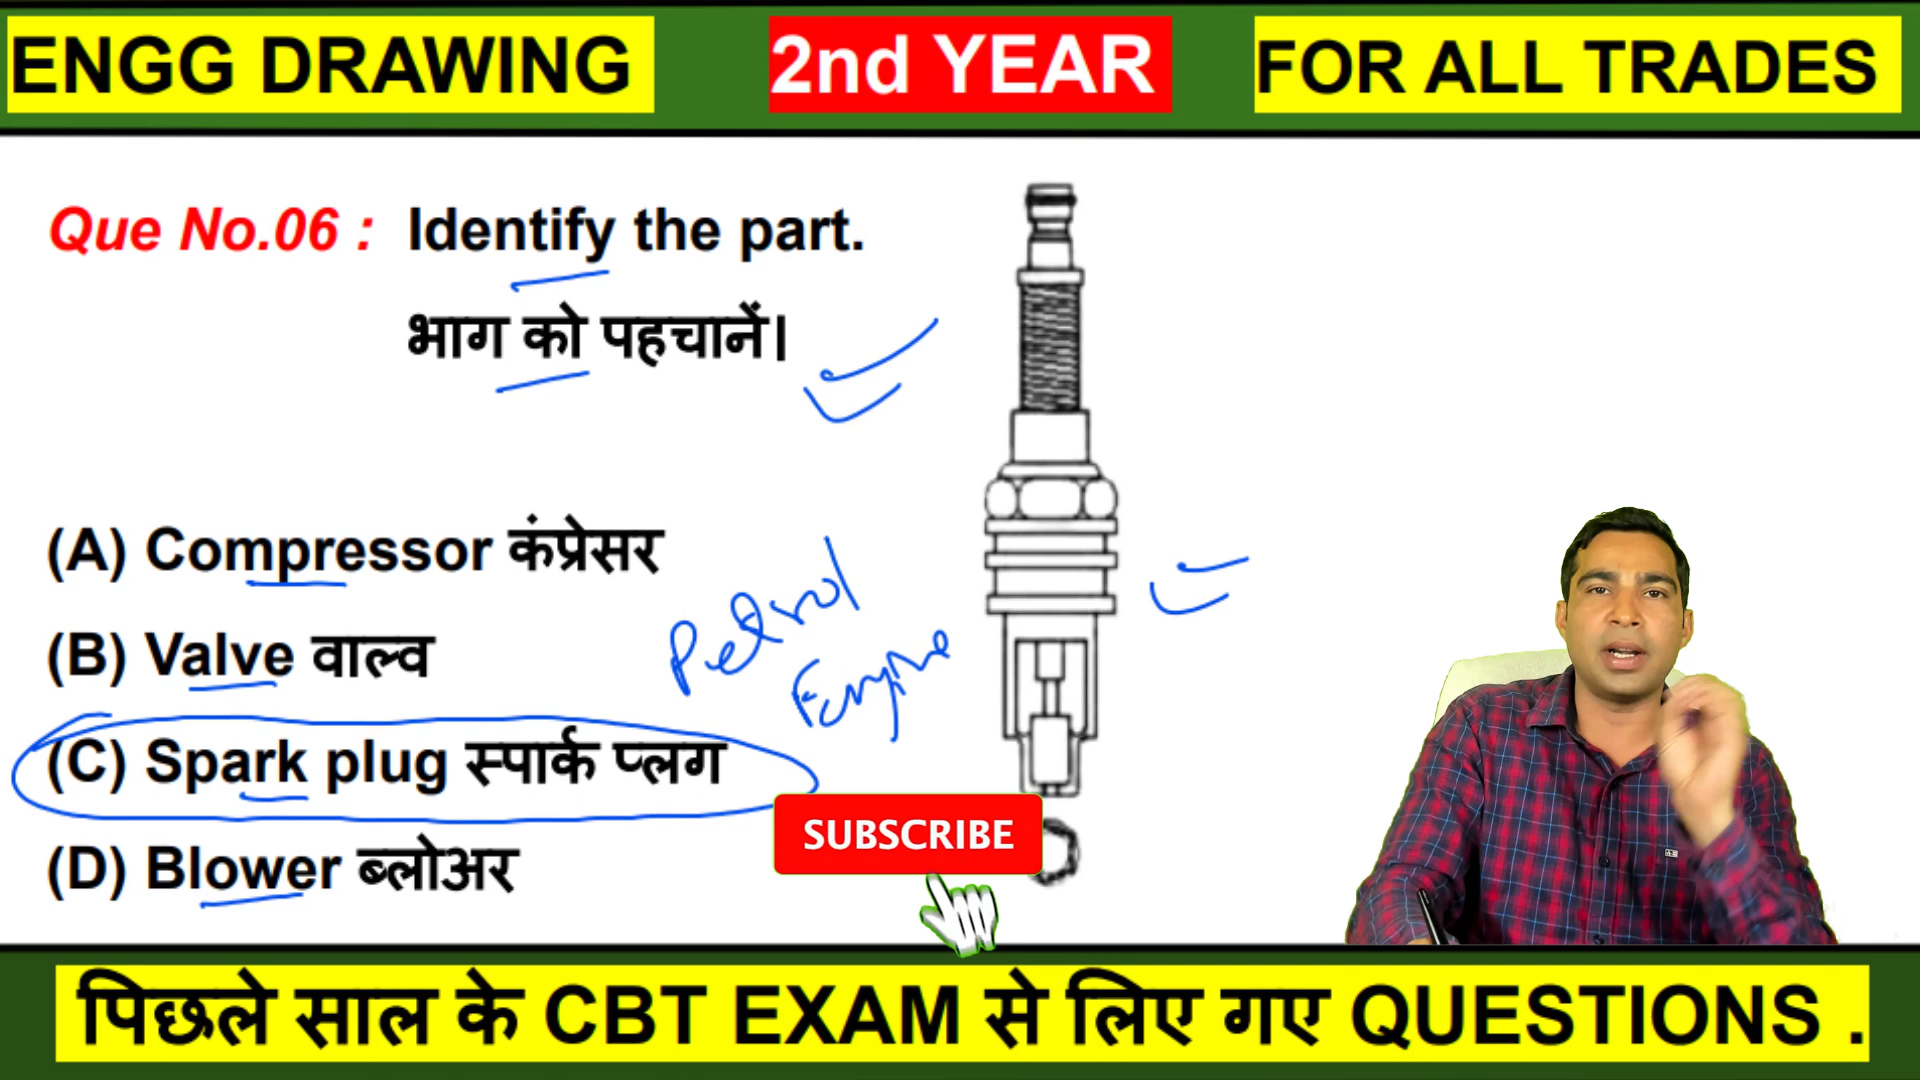 ENGG DRAWING 2nd YEAR FOR ALL TRADES
Que No.06 : Identify the part.
भाग को पहचानें।
(A) Compressor कंप्रेसर
(B) Valve वाल्व
(C) Spark plug स्पार्क प्लग
(D) Blower ब्लोअर
Petrol
Engine
SUBSCRIBE
पिछले साल के CBT EXAM से लिए गए QUESTIONS .